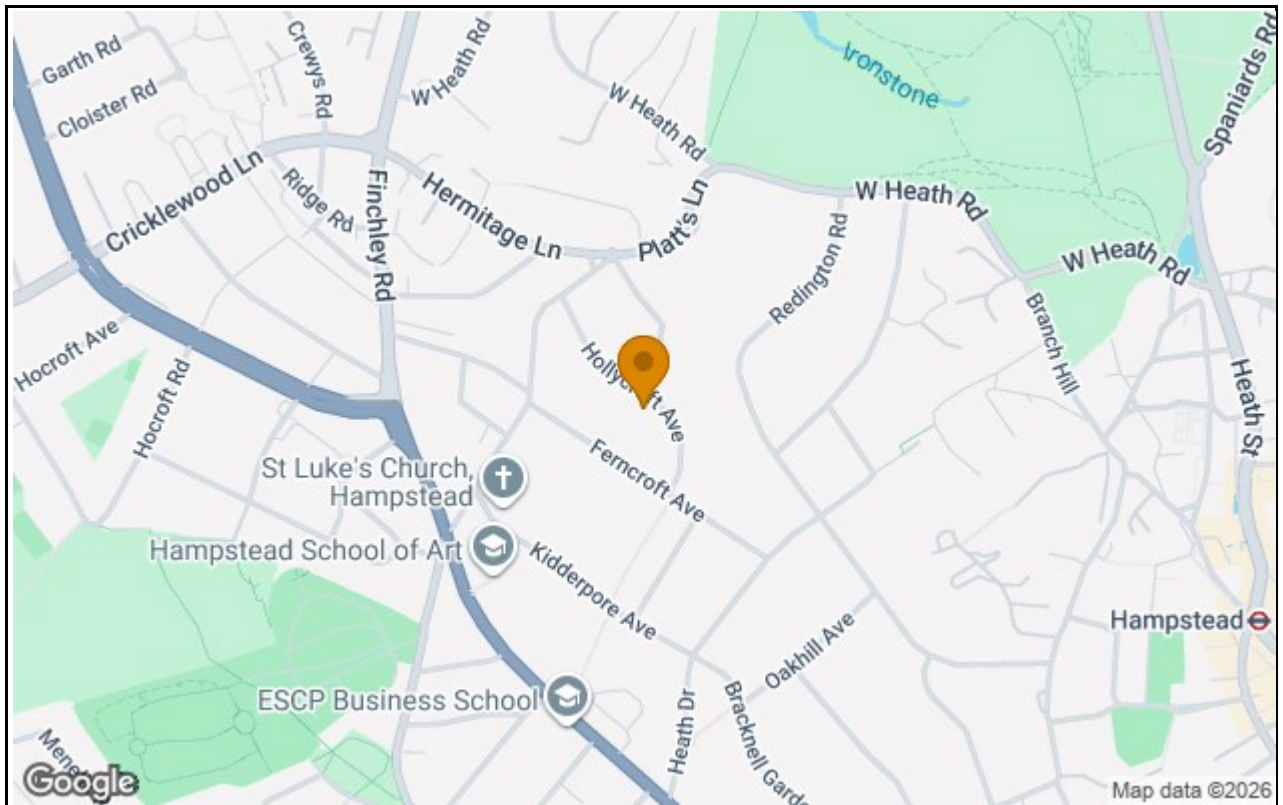 Garth Rd
Crewys Rd
W Heath Rd
Cloister Rd
W Heath Rd
Ironstone
Spaniards Rd
Cricklewood Ln
Ridge Rd
Finchley Rd
Hermitage Ln
Platt's Ln
W Heath Rd
Redington Rd
W Heath Rd
Hocroft Ave
Hocroft Rd
Branch Hill
Heath St
Ferncroft Ave
St Luke's Church,
Hampstead
Hampstead School of Art
Kidderpore Ave
Hampstead
Oakhill Ave
ESCP Business School
Heath Dr
Bracknell Garde
Google
Map data ©2026